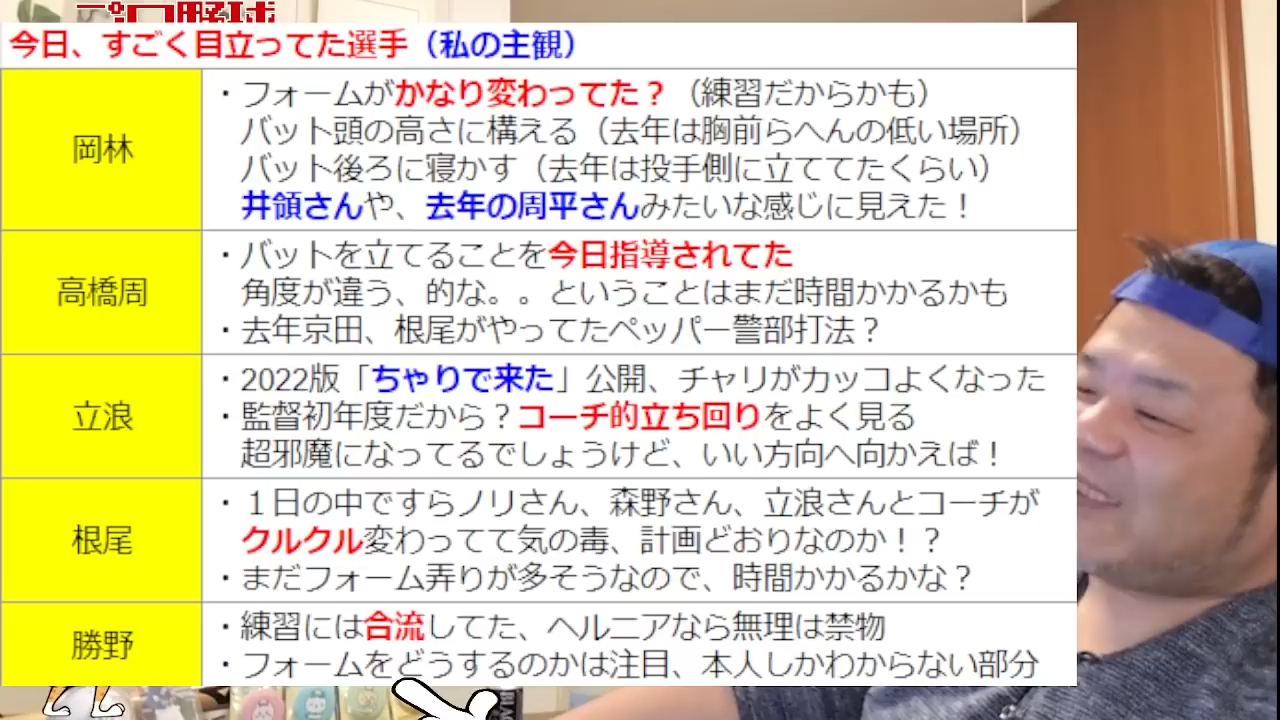 プロ野球
今日、すごく目立ってた選手（私の主観）
岡林
・フォームがかなり変わってた？（練習だからかも）
バット頭の高さに構える（去年は胸前らへんの低い場所）
バット後ろに寝かす（去年は投手側に立ててたくらい）
井領さんや、去年の周平さんみたいな感じに見えた！
高橋周
・バットを立てることを今日指導されてた
角度が違う、的な。。ということはまだ時間かかるかも
・去年京田、根尾がやってたペッパー警部打法？
立浪
・2022版「ちゃりで来た」公開、チャリがカッコよくなった
・監督初年度だから？コーチ的立ち回りをよく見る
超邪魔になってるでしょうけど、いい方向へ向かえば！
根尾
・１日の中ですらノリさん、森野さん、立浪さんとコーチが
クルクル変わってて気の毒、計画どおりなのか！？
・まだフォーム弄りが多そうなので、時間かかるかな？
勝野
・練習には合流してた、ヘルニアなら無理は禁物
・フォームをどうするのかは注目、本人しかわからない部分